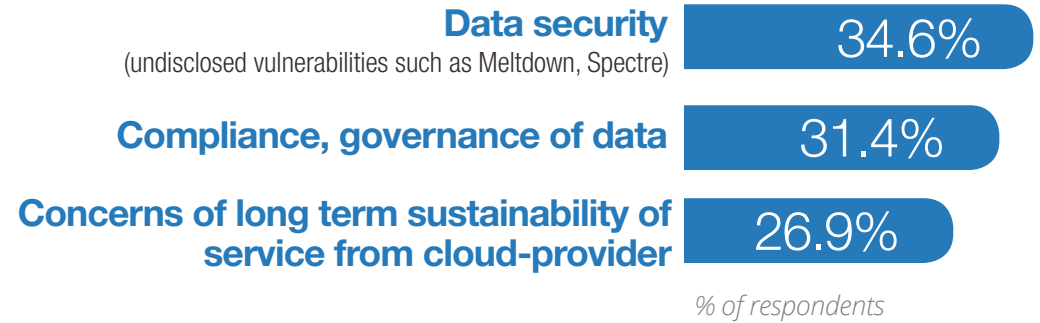 Data security
34.6%
(undisclosed vulnerabilities such as Meltdown, Spectre)
Compliance, governance of data
31.4%
Concerns of long term sustainability of
service from cloud-provider
26.9%
% of respondents